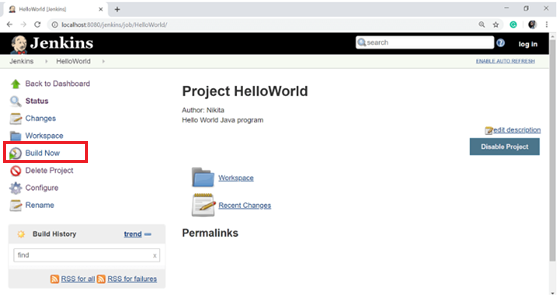 HelloWorld [Jenkins]
localhost:8080/jenkins/job/HelloWorld/
Jenkins
search
log in
Jenkins HelloWorld
ENABLE AUTO REFRESH
Back to Dashboard
Status
Changes
Workspace
Build Now
Delete Project
Configure
Rename
Build History trend
find x
RSS for all RSS for failures
Project HelloWorld
Author: Nikita
Hello World Java program
edit description
Disable Project
Workspace
Recent Changes
Permalinks